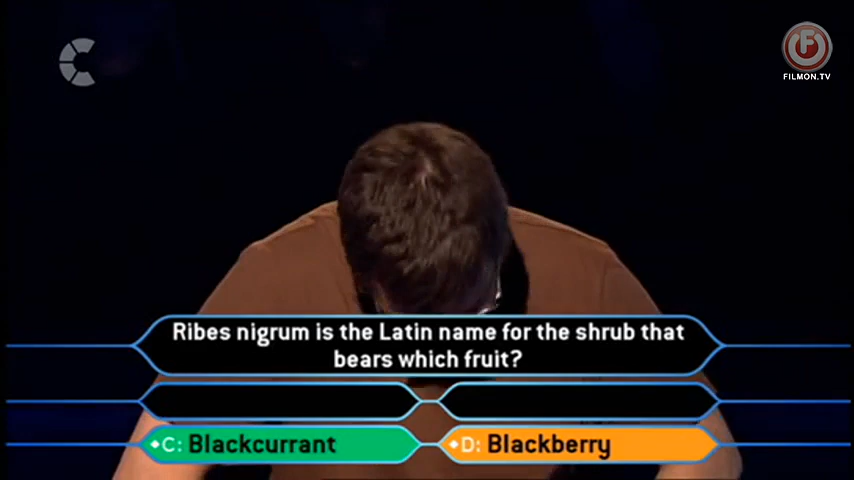 FILMON.TV
Ribes nigrum is the Latin name for the shrub that
bears which fruit?
C: Blackcurrant
D: Blackberry